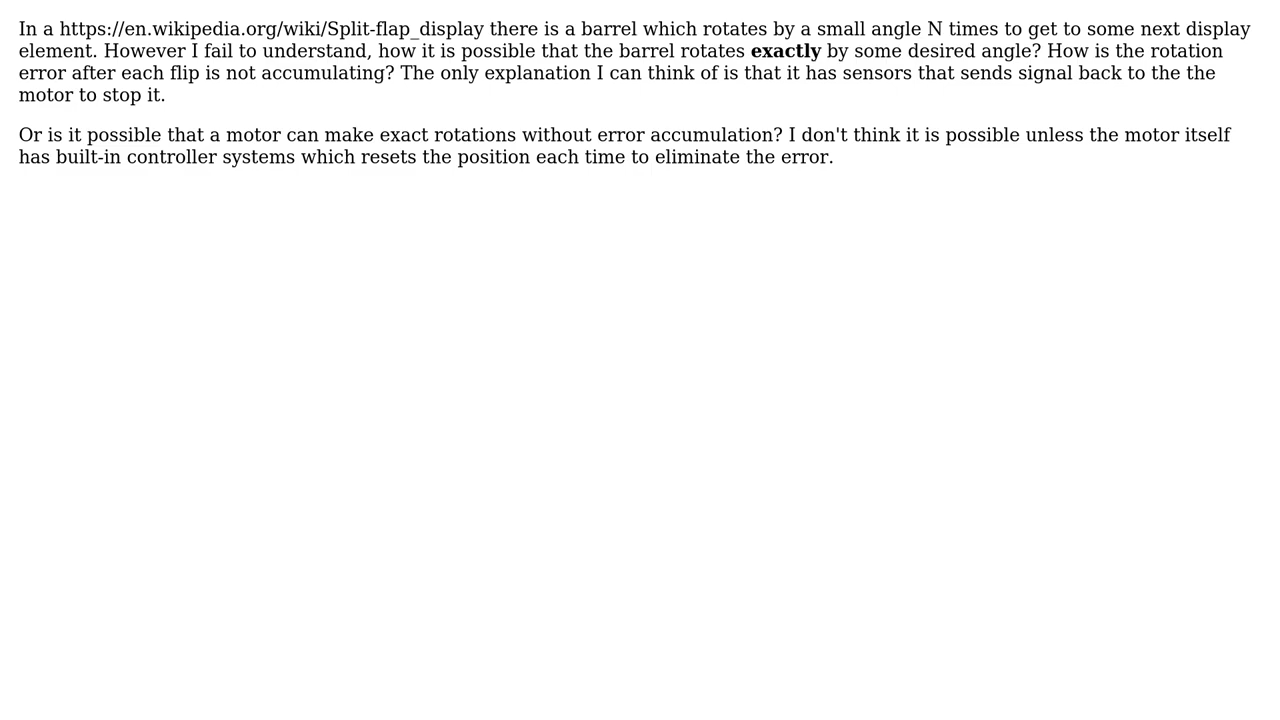 In a https://en.wikipedia.org/wiki/Split-flap_display there is a barrel which rotates by a small angle N times to get to some next display
element. However I fail to understand, how it is possible that the barrel rotates exactly by some desired angle? How is the rotation
error after each flip is not accumulating? The only explanation I can think of is that it has sensors that sends signal back to the the
motor to stop it.
Or is it possible that a motor can make exact rotations without error accumulation? I don't think it is possible unless the motor itself
has built-in controller systems which resets the position each time to eliminate the error.